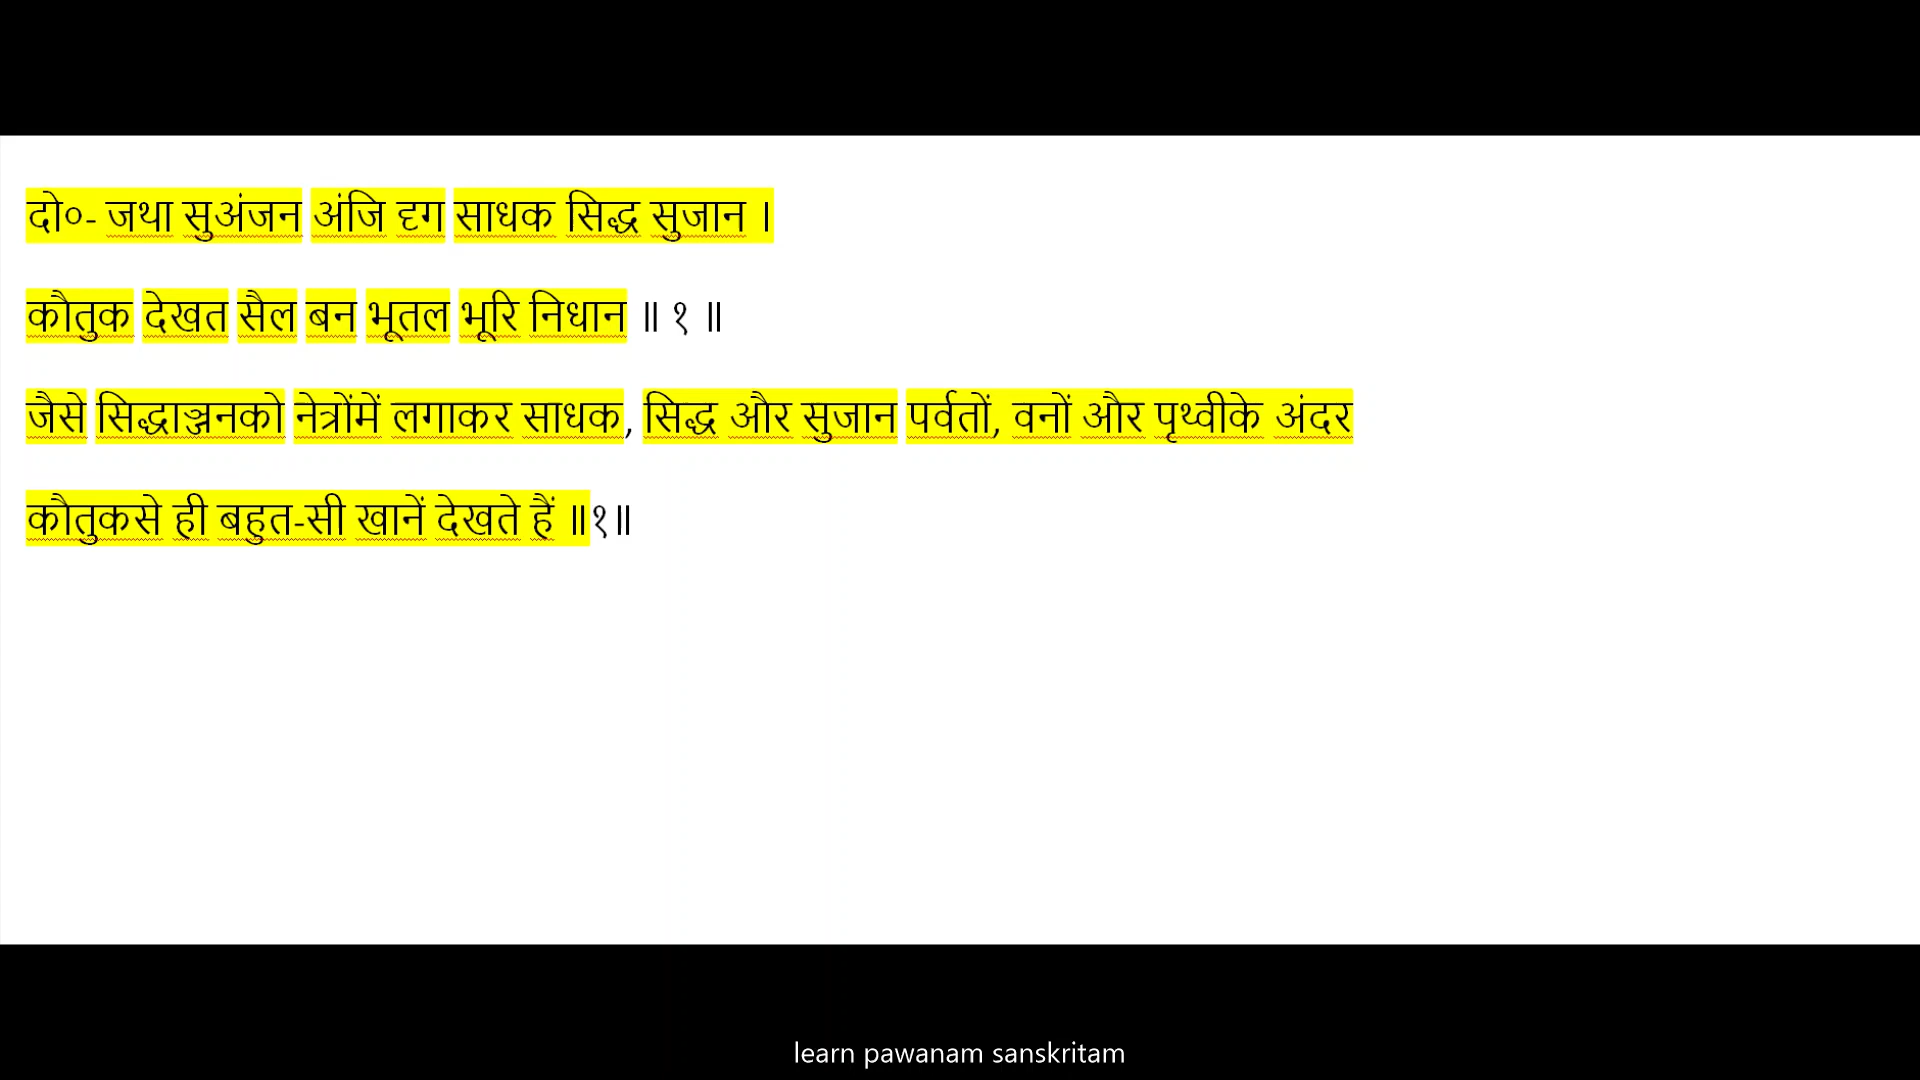 दो०- जथा सुअंजन अंजि दृग साधक सिद्ध सुजान ।
कौतुक देखत सैल बन भूतल भूरि निधान ॥ १ ॥
जैसे सिद्धाञ्जनको नेत्रोंमें लगाकर साधक, सिद्ध और सुजान पर्वतों, वनों और पृथ्वीके अंदर
कौतुकसे ही बहुत-सी खानें देखते हैं ॥१॥
learn pawanam sanskritam